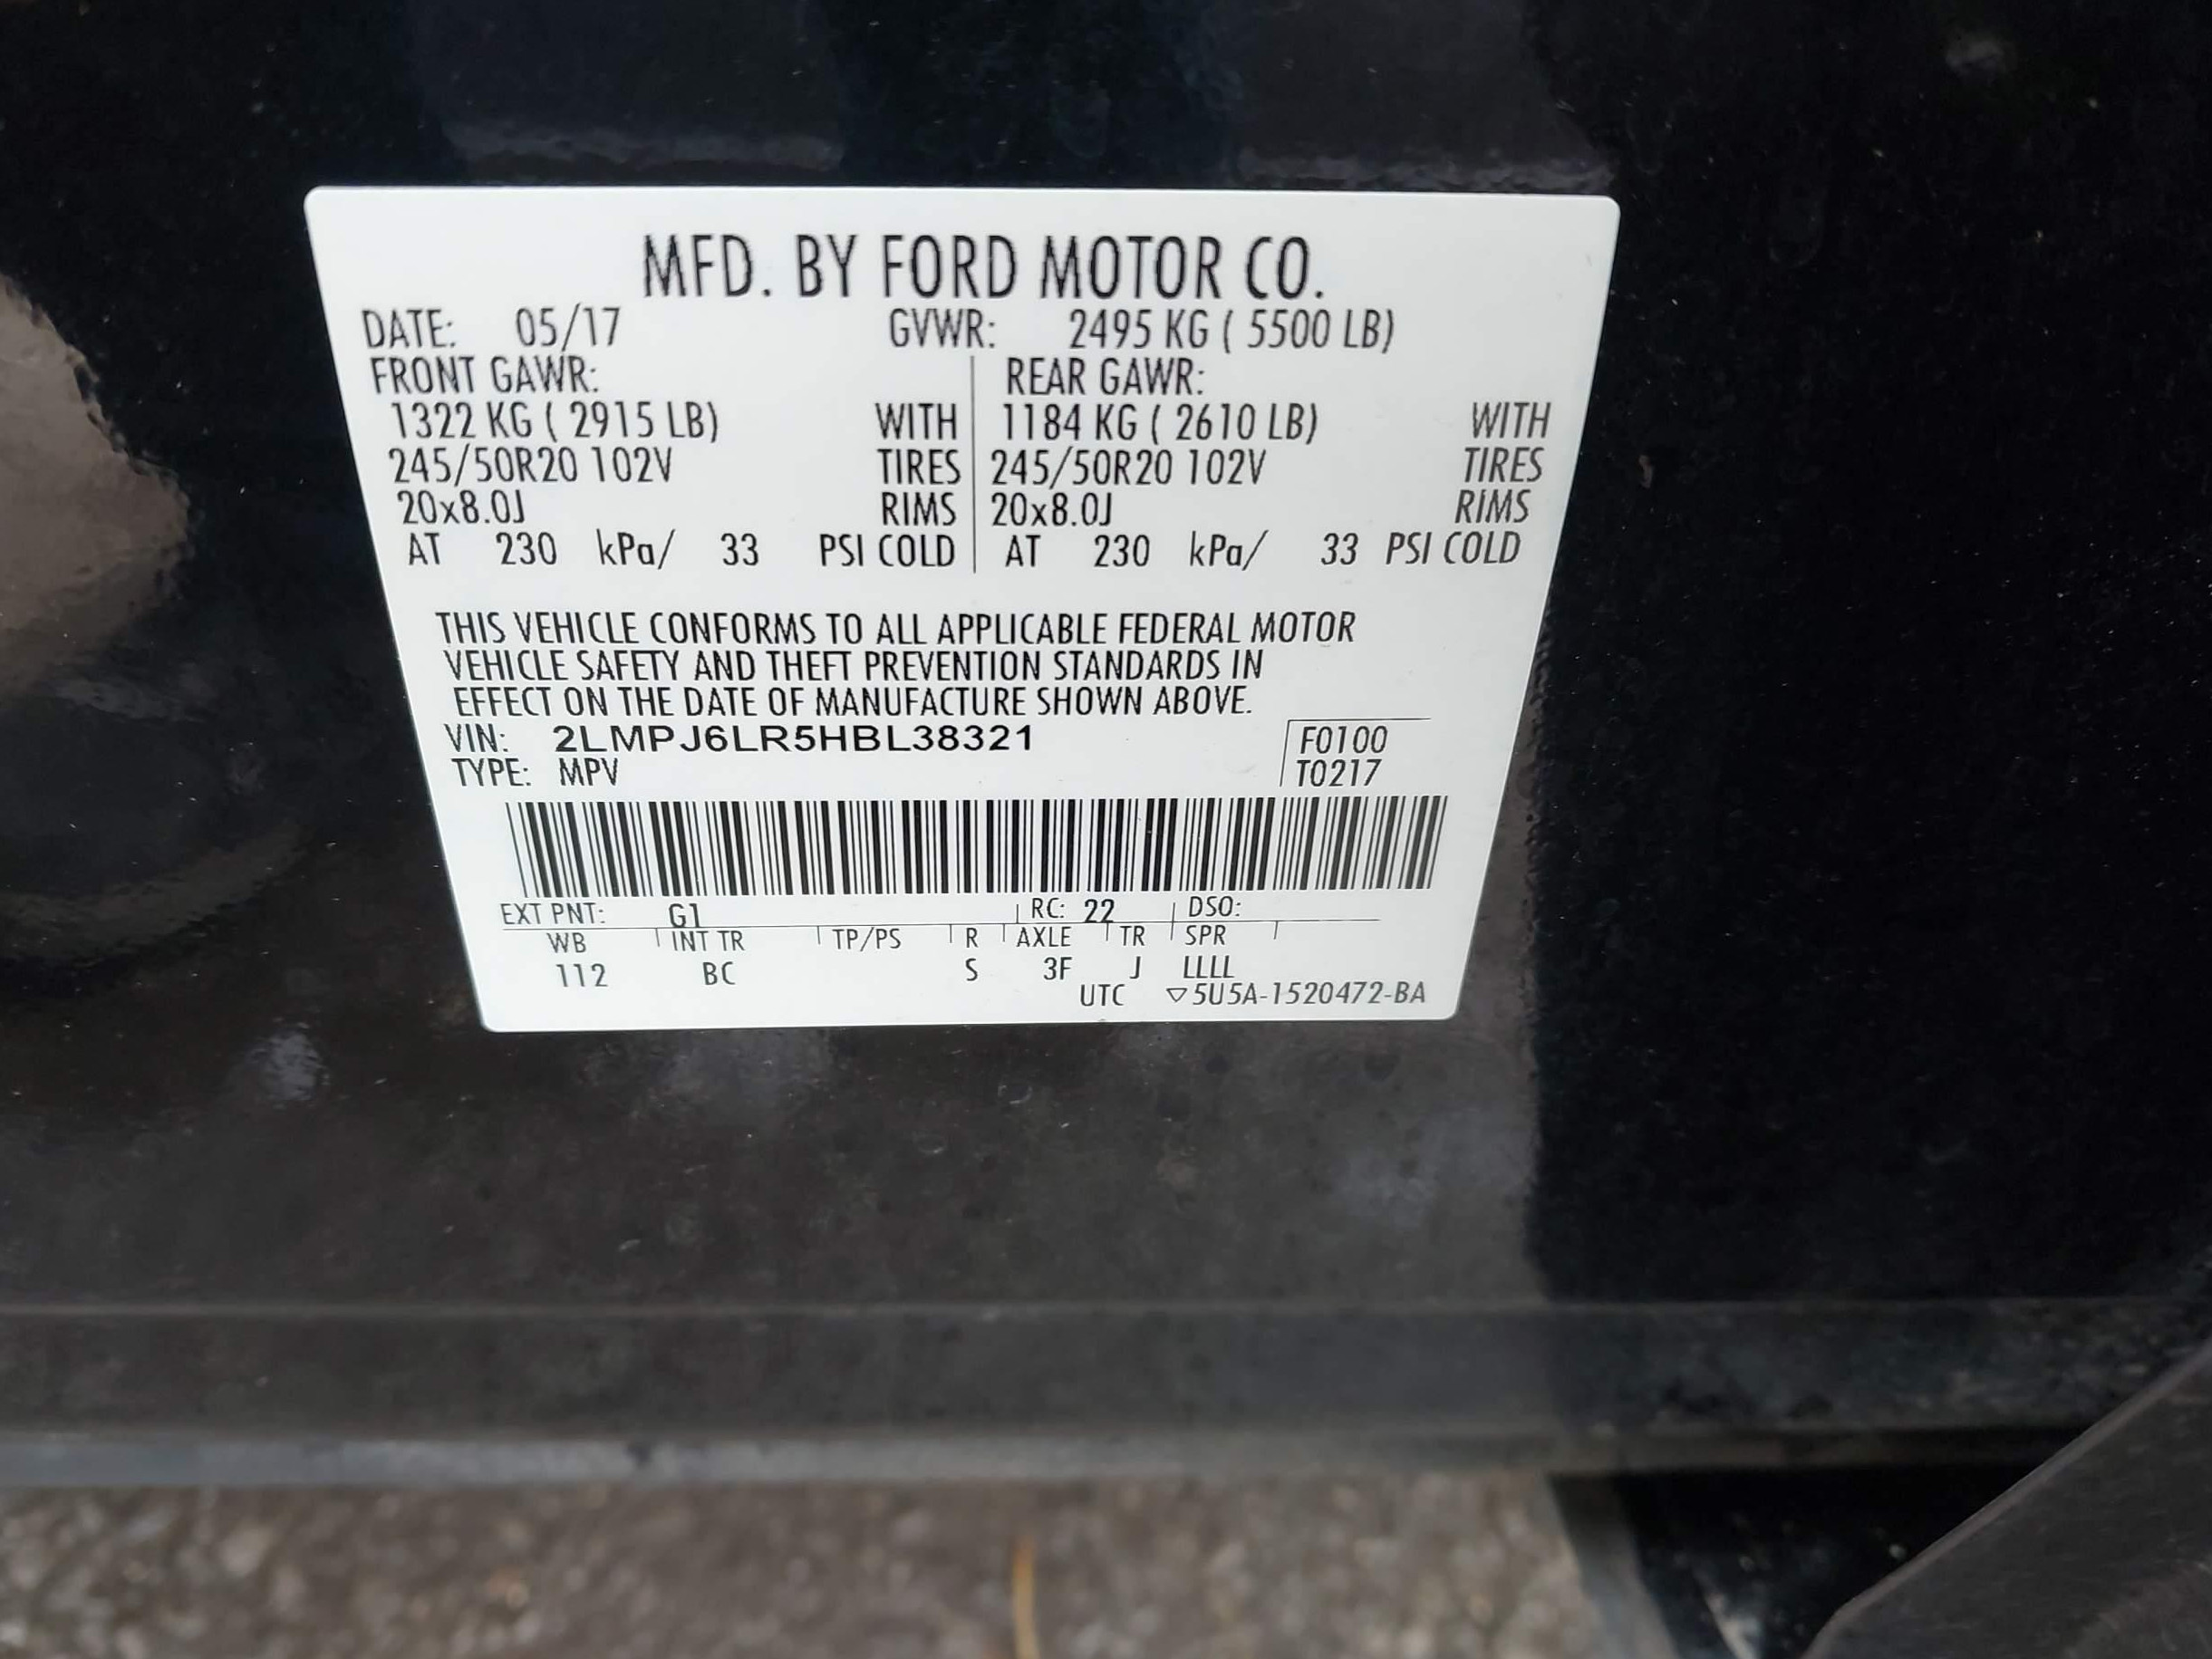 MFD. BY FORD MOTOR CO.
DATE: 05/17 GVWR: 2495 KG ( 5500 LB)
FRONT GAWR: REAR GAWR:
1322 KG ( 2915 LB) WITH 1184 KG ( 2610 LB) WITH
245/50R20 102V TIRES 245/50R20 102V TIRES
20x8.0J RIMS 20x8.0J RIMS
AT 230 kPa/ 33 PSI COLD AT 230 kPa/ 33 PSI COLD
THIS VEHICLE CONFORMS TO ALL APPLICABLE FEDERAL MOTOR
VEHICLE SAFETY AND THEFT PREVENTION STANDARDS IN
EFFECT ON THE DATE OF MANUFACTURE SHOWN ABOVE.
VIN: 2LMPJ6LR5HBL38321 F0100
TYPE: MPV T0217
EXT PNT: G1 RC: 22 DSO:
WB INT TR TP/PS R AXLE TR SPR
112 BC S 3F J LLLL
UTC ▽5U5A-1520472-BA